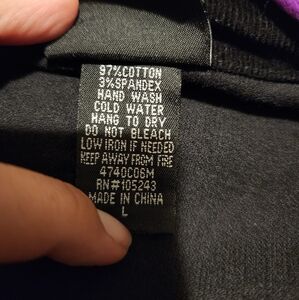 97%COTTON
3%SPANDEX
HAND WASH
COLD WATER
HANG TO DRY
DO NOT BLEACH
LOW IRON IF NEEDED
KEEP AWAY FROM FIRE
4740C06M
RN#105243
MADE IN CHINA
L